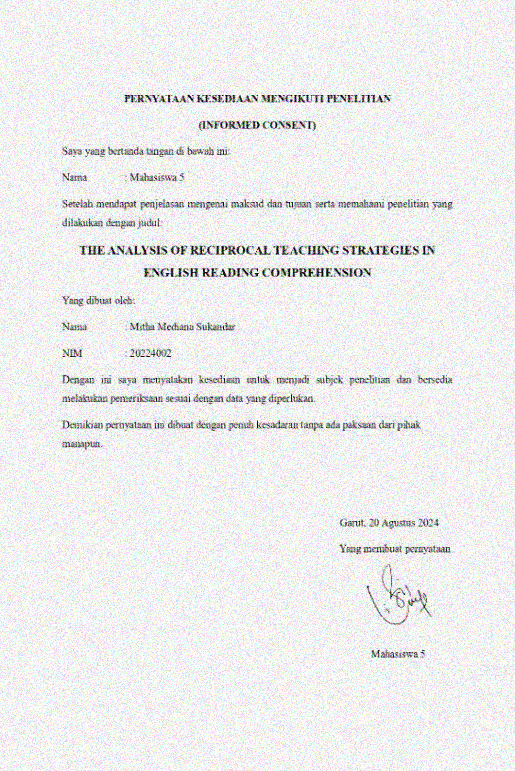 PERNYATAAN KESEDIAAN MENGIKUTI PENELITIAN
(INFORMED CONSENT)
Saya yang bertanda tangan di bawah ini:
Nama : Mahasiswa 5
Setelah mendapat penjelasan mengenai maksud dan tujuan serta memahami penelitian yang
dilakukan dengan judul:
THE ANALYSIS OF RECIPROCAL TEACHING STRATEGIES IN
ENGLISH READING COMPREHENSION
Yang dibuat oleh:
Nama : Mitha Mediana Sukandar
NIM : 20224002
Dengan ini saya menyatakan kesediaan untuk menjadi subjek penelitian dan bersedia
melakukan pemeriksaan sesuai dengan data yang diperlukan.
Demikian pernyataan ini dibuat dengan penuh kesadaran tanpa ada paksaan dari pihak
manapun.
Garut, 20 Agustus 2024
Yang membuat pernyataan
Mahasiswa 5